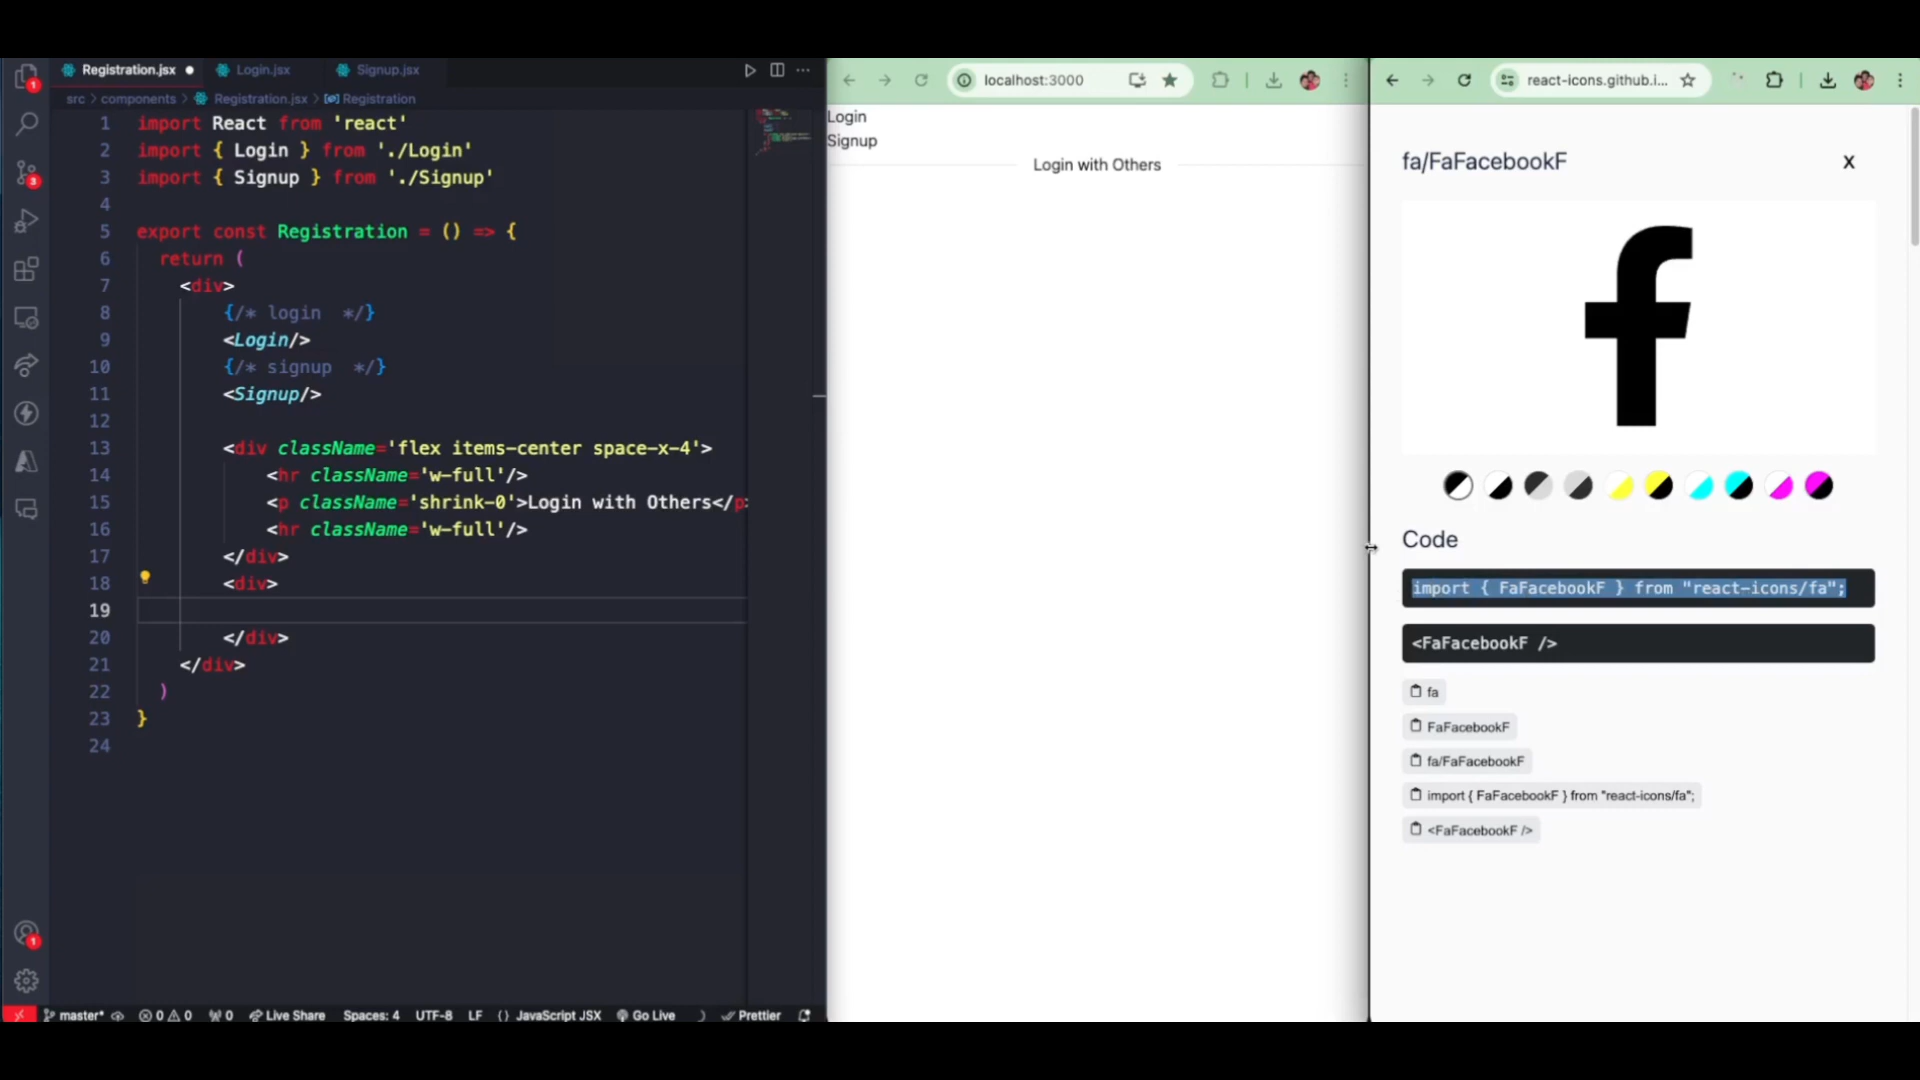 Registration.jsx
Login.jsx
Signup.jsx
src > components > Registration.jsx > Registration
1 import React from 'react'
2 import { Login } from './Login'
3 import { Signup } from './Signup'
4
5 export const Registration = () => {
6 return (
7 <div>
8 {/* login  */}
9 <Login/>
10 {/* signup  */}
11 <Signup/>
12
13 <div className='flex items-center space-x-4'>
14 <hr className='w-full'/>
15 <p className='shrink-0'>Login with Others</p>
16 <hr className='w-full'/>
17 </div>
18 <div>
19
20 </div>
21 </div>
22 )
23 }
24
1
3
1
master* 0 0 0 Live Share Spaces: 4 UTF-8 LF {} JavaScript JSX Go Live Prettier
localhost:3000
Login
Signup
Login with Others
react-icons.github.i...
fa/FaFacebookF
X
Code
import { FaFacebookF } from "react-icons/fa";
<FaFacebookF />
fa
FaFacebookF
fa/FaFacebookF
import { FaFacebookF } from "react-icons/fa";
<FaFacebookF />